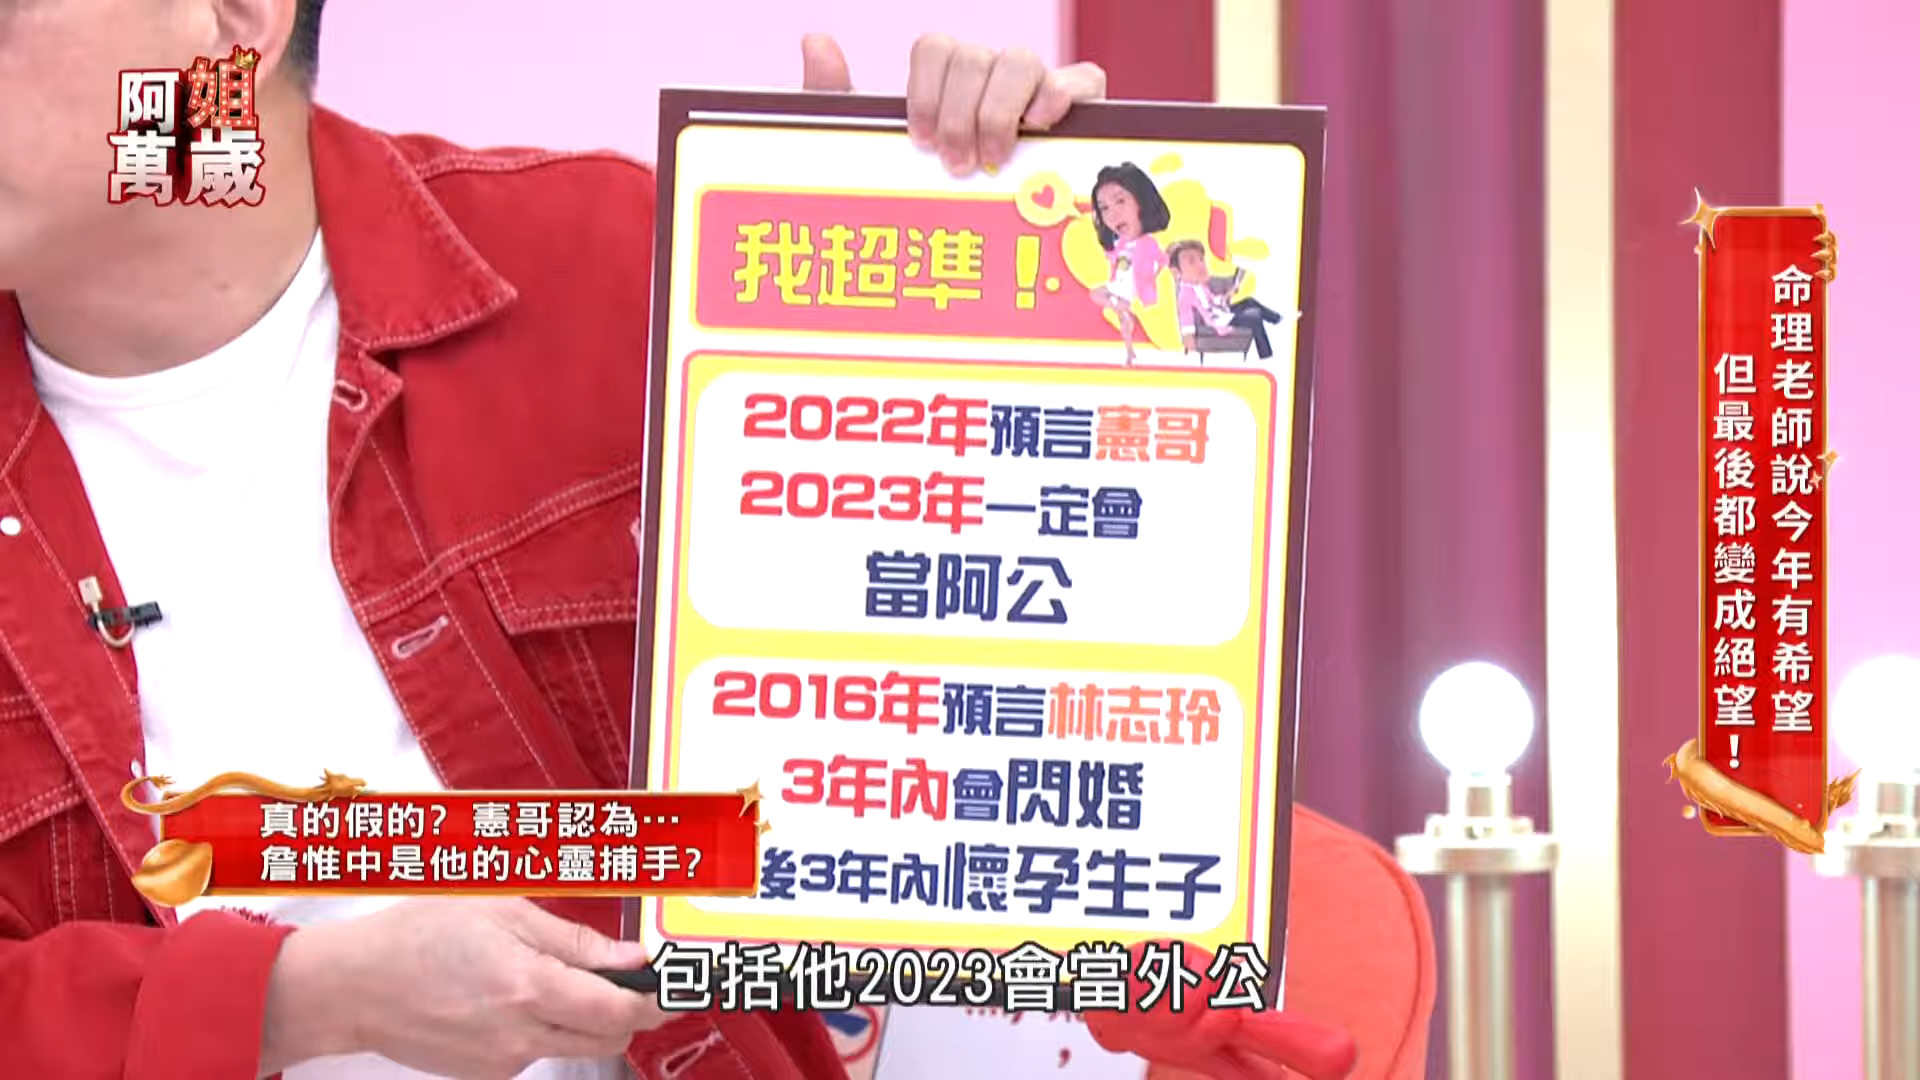 阿姐
萬歲
我超準！
2022年預言憲哥
2023年一定會
當阿公
2016年預言林志玲
3年內會閃婚
後3年內懷孕生子
命理老師說今年有希望
但最後都變成絕望！
真的假的？憲哥認為…
詹惟中是他的心靈捕手？
包括他2023會當外公